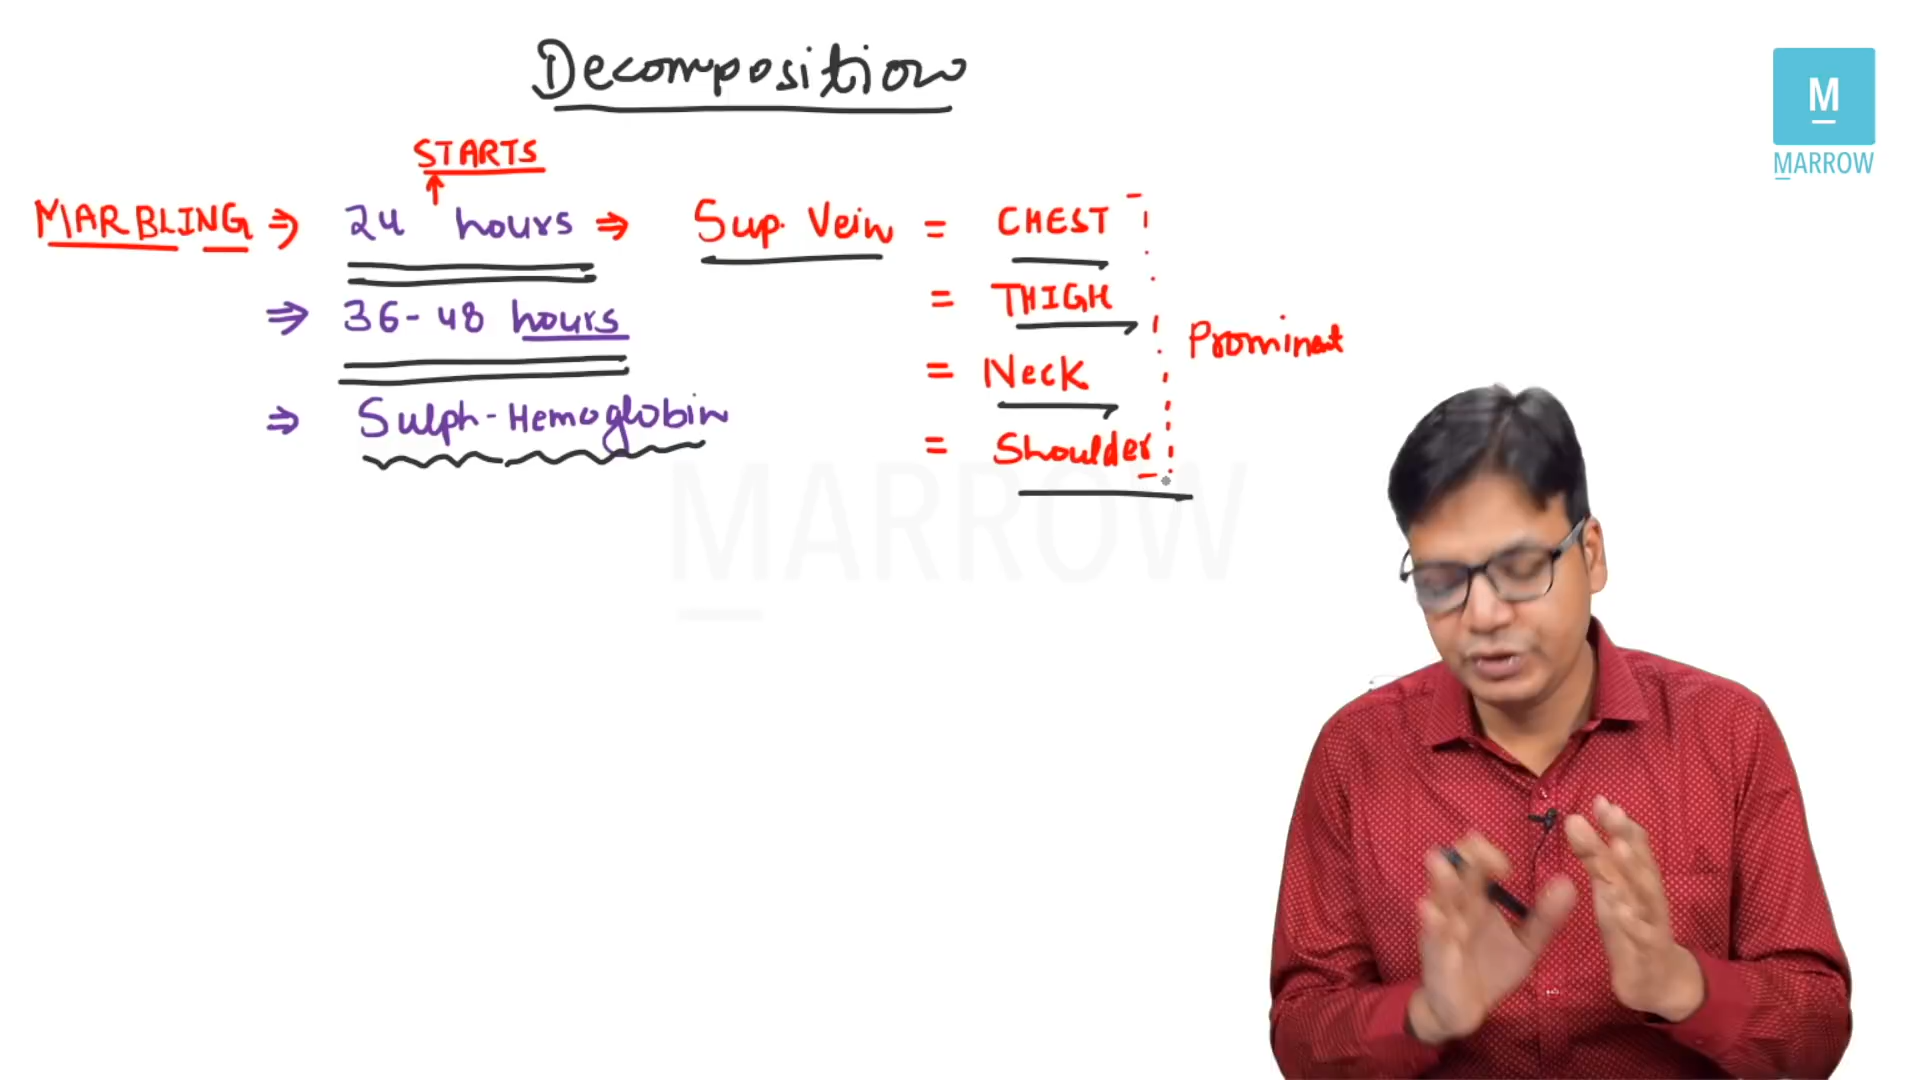 Decomposition
STARTS
MARBLING ⇒ 24 hours ⇒ Sup. Vein = CHEST
= THIGH
⇒ 36-48 hours
Prominent
= Neck
⇒ Sulph-Hemoglobin
= Shoulder
M
MARROW
MARROW